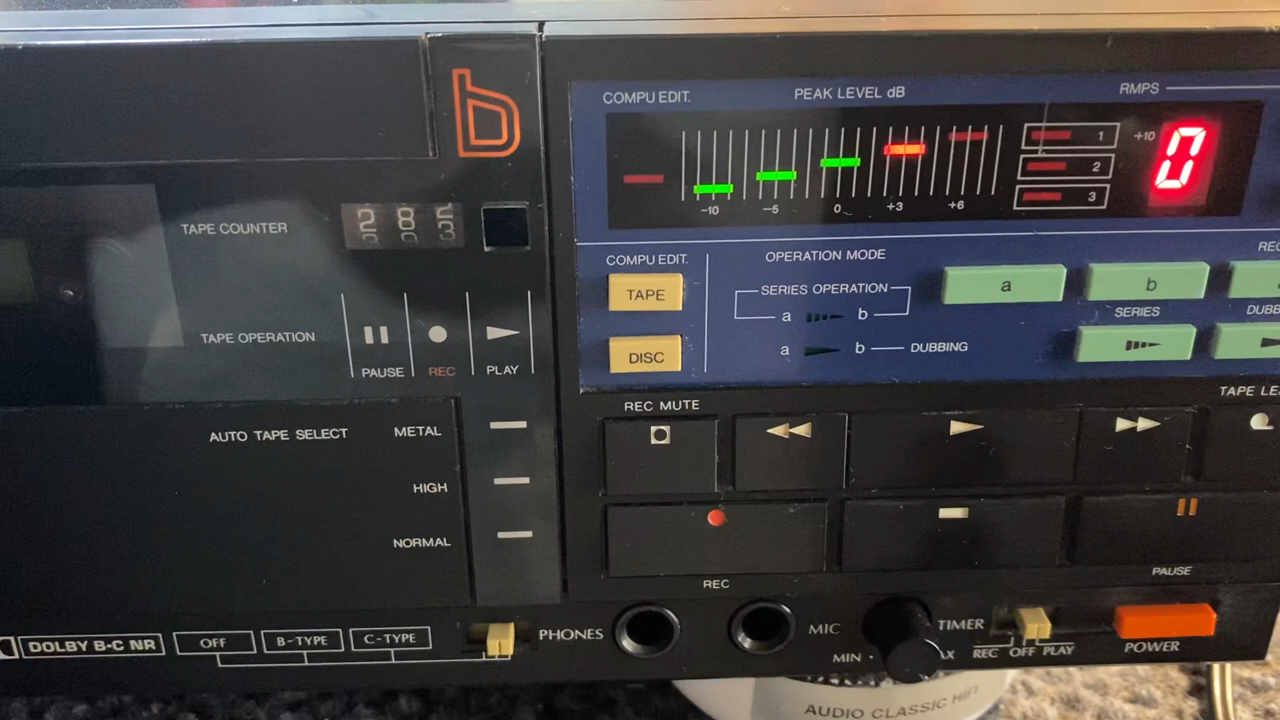 b
COMPU EDIT.
PEAK LEVEL dB
RMPS
1
2
3
+10
0
-10
-5
0
+3
+6
TAPE COUNTER
2 8
COMPU EDIT.
TAPE
DISC
OPERATION MODE
SERIES OPERATION
a
b
a
b
DUBBING
a
b
SERIES
TAPE OPERATION
PAUSE
REC
PLAY
AUTO TAPE SELECT
METAL
HIGH
NORMAL
REC MUTE
REC
PAUSE
DOLBY B-C NR
OFF
B-TYPE
C-TYPE
PHONES
MIC
MIN
TIMER
REC OFF PLAY
POWER
AUDIO CLASSIC HIFI